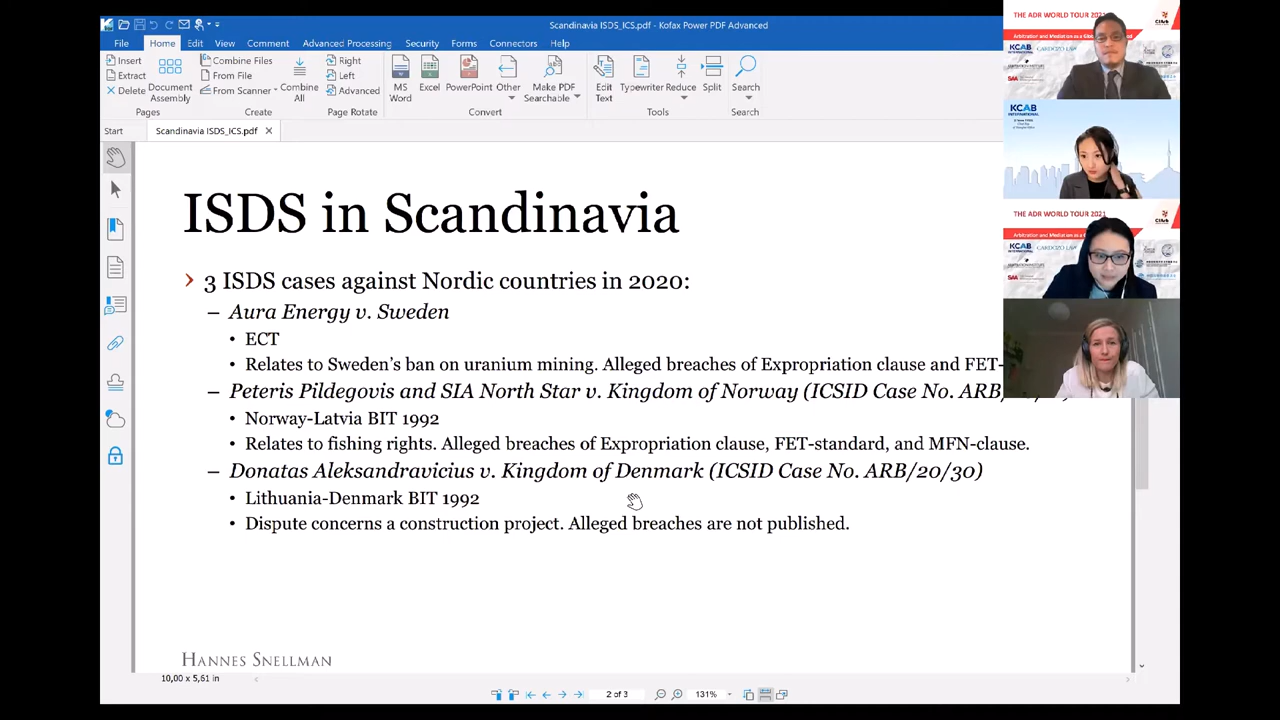 Scandinavia ISDS_ICS.pdf - Kofax Power PDF Advanced
File Home Edit View Comment Advanced Processing Security Forms Connectors Help
Insert
Extract
Delete
Document Assembly
Pages
Combine Files
From File
From Scanner
Combine All
Create
Right
Left
Advanced
Page Rotate
MS Word
Excel
PowerPoint
Other
Make PDF Searchable
Convert
Edit Text
Typewriter
Reduce
Split
Tools
Search
Search
Start
Scandinavia ISDS_ICS.pdf
ISDS in Scandinavia
3 ISDS cases against Nordic countries in 2020:
– Aura Energy v. Sweden
• ECT
• Relates to Sweden's ban on uranium mining. Alleged breaches of Expropriation clause and FET-
– Peteris Pildegovis and SIA North Star v. Kingdom of Norway (ICSID Case No. ARB/
• Norway-Latvia BIT 1992
• Relates to fishing rights. Alleged breaches of Expropriation clause, FET-standard, and MFN-clause.
– Donatas Aleksandravicius v. Kingdom of Denmark (ICSID Case No. ARB/20/30)
• Lithuania-Denmark BIT 1992
• Dispute concerns a construction project. Alleged breaches are not published.
HANNES SNELLMAN
10,00 x 5,61 in
2 of 3
131%
THE ADR WORLD TOUR 2021
KCAB INTERNATIONAL
CARDOZO LAW
KCAB INTERNATIONAL
THE ADR WORLD TOUR 2021
KCAB INTERNATIONAL
CARDOZO LAW